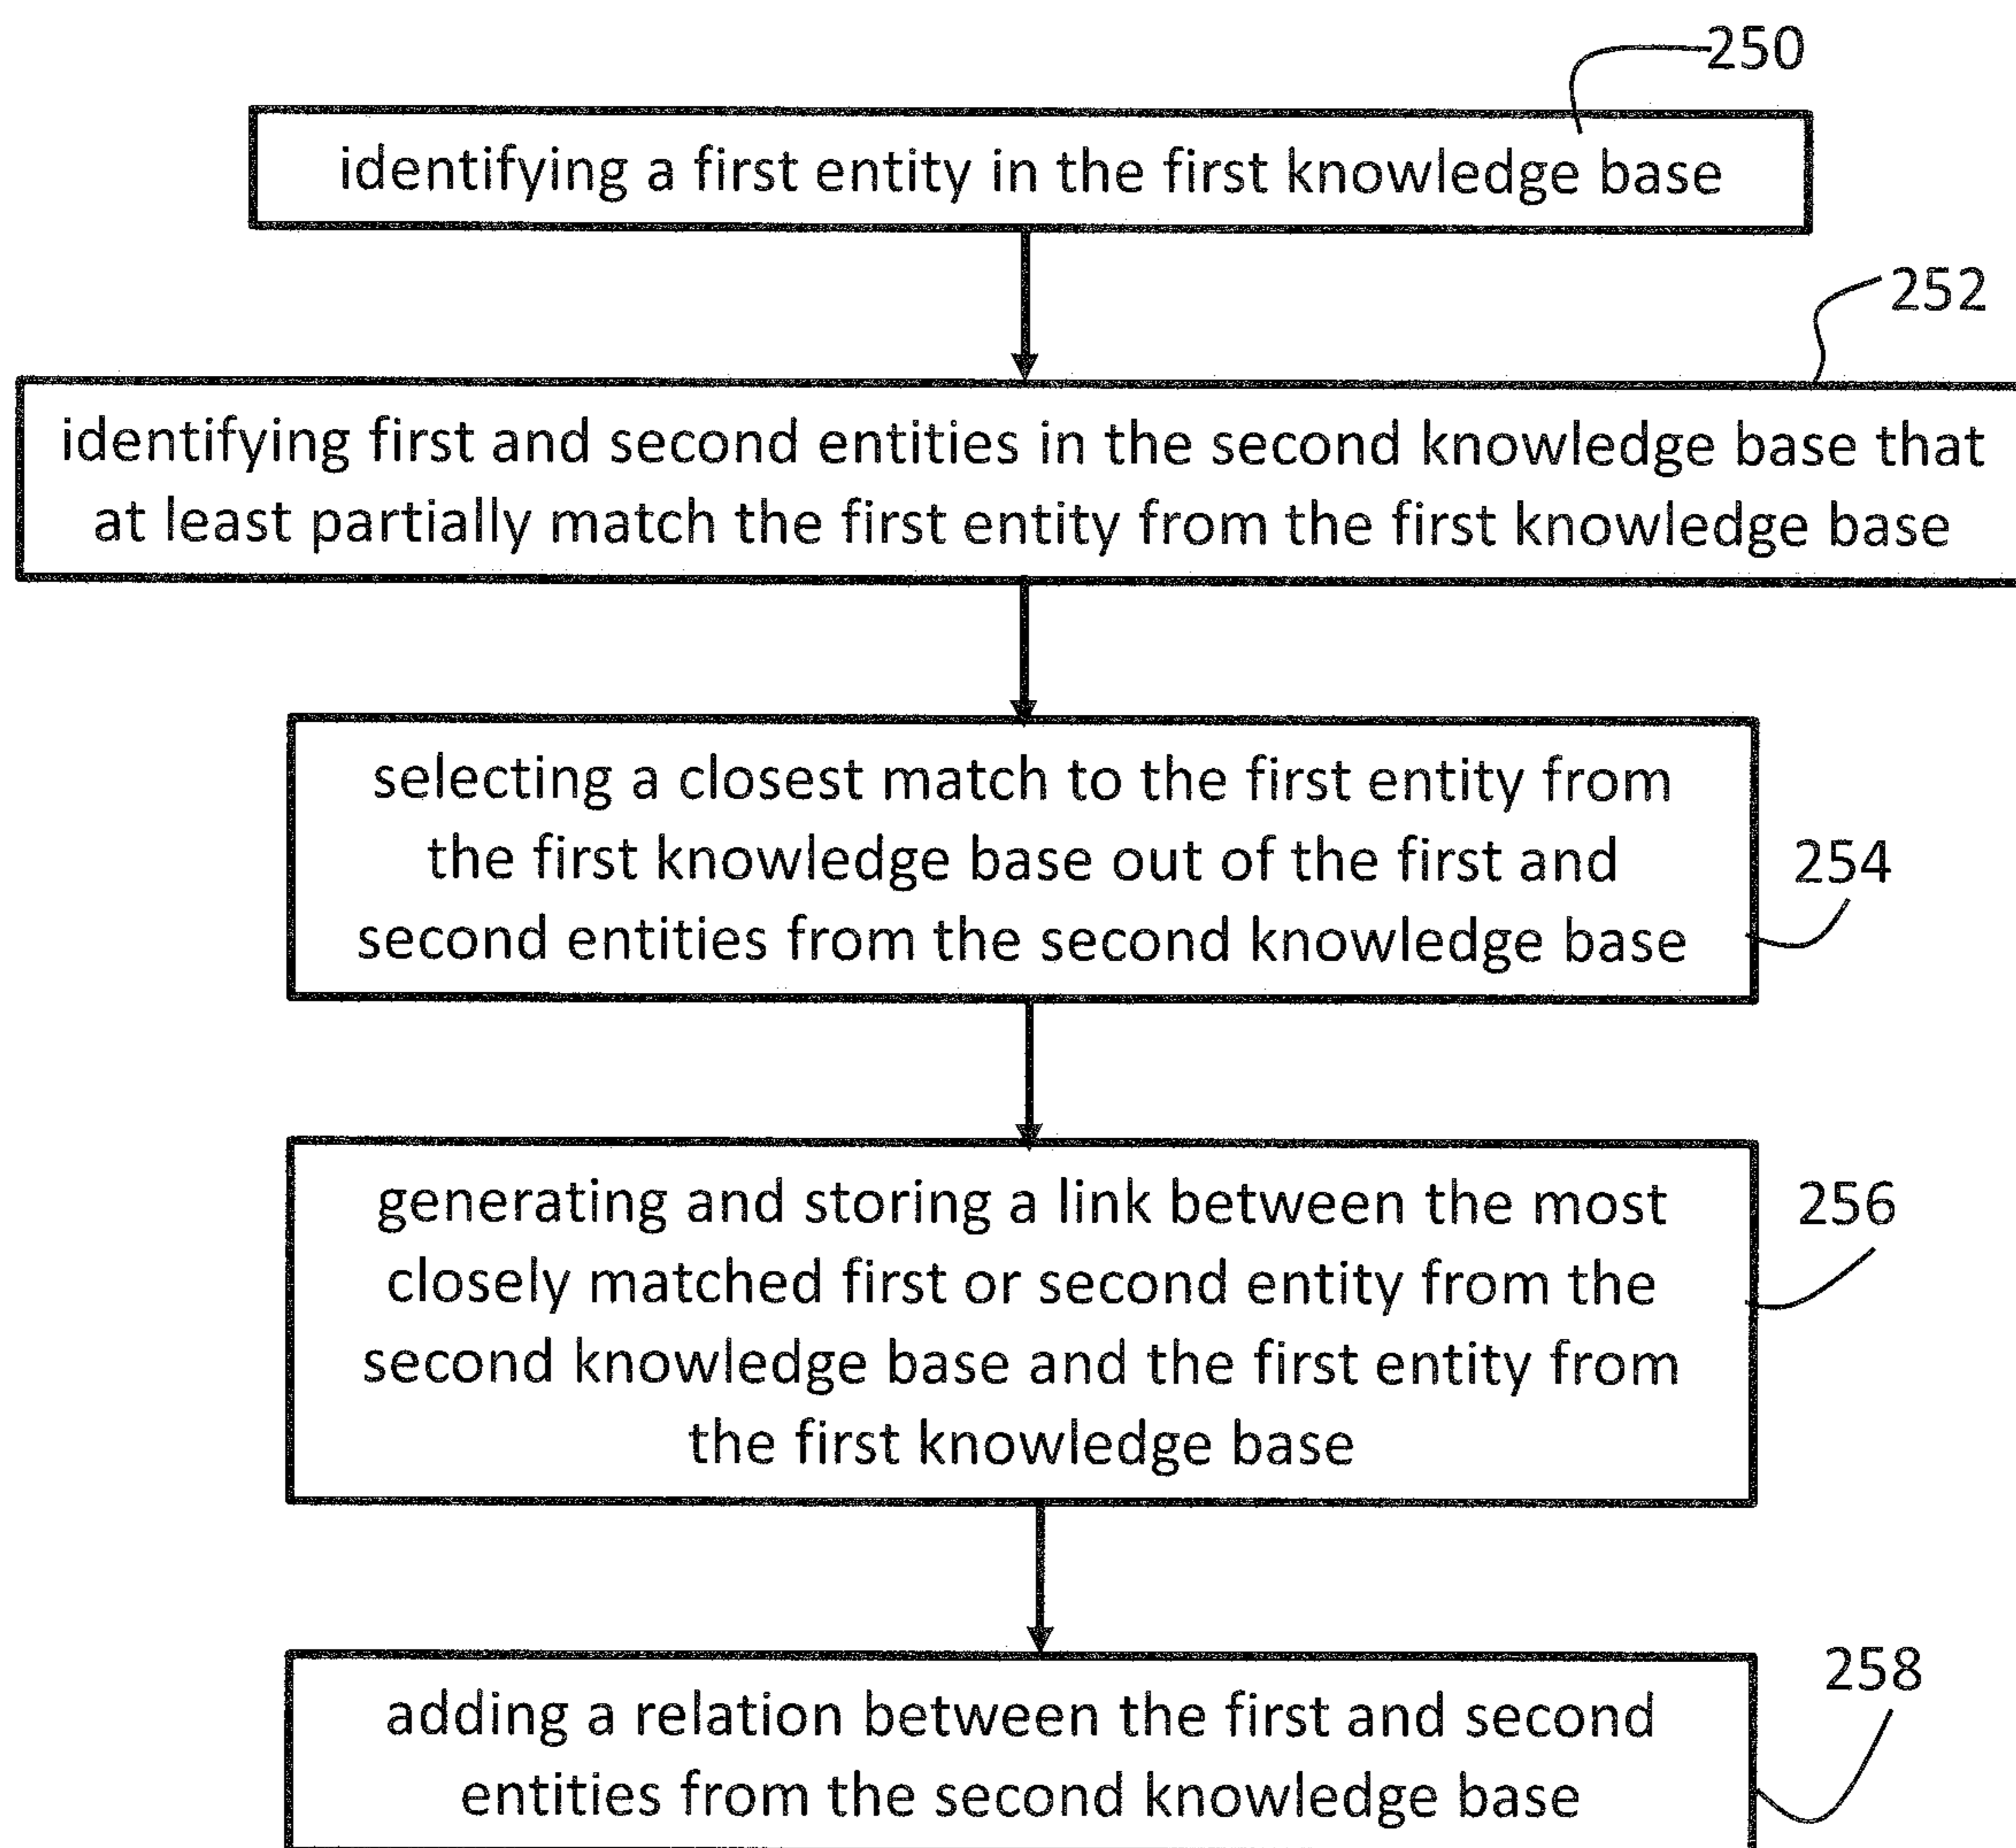 250
identifying a first entity in the first knowledge base
252
identifying first and second entities in the second knowledge base that
at least partially match the first entity from the first knowledge base
selecting a closest match to the first entity from
the first knowledge base out of the first and
second entities from the second knowledge base
254
generating and storing a link between the most
closely matched first or second entity from the
second knowledge base and the first entity from
the first knowledge base
256
adding a relation between the first and second
entities from the second knowledge base
258